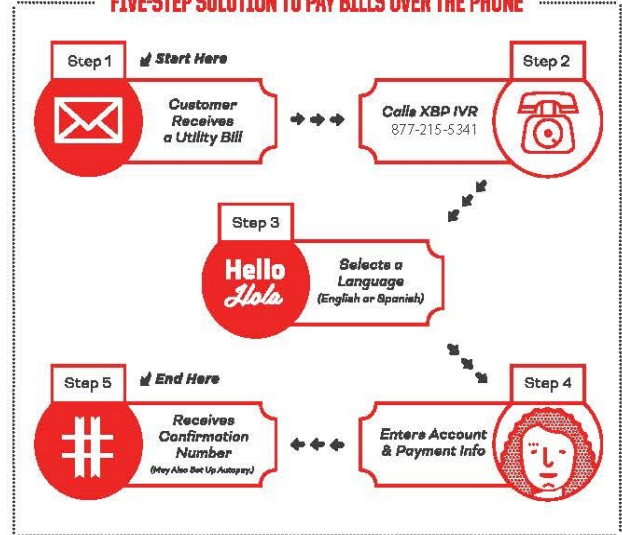 FIVE-STEP SOLUTION TO PAY BILLS OVER THE PHONE
Step 1
Start Here
Customer
Receives
a Utility Bill
Step 2
Calls XBP IVR
877-215-5341
Step 3
Hello
Hola
Selects a
Language
(English or Spanish)
Step 4
Enters Account
& Payment Info
Step 5
End Here
#
Receives
Confirmation
Number
(May Also Set Up Autopay.)